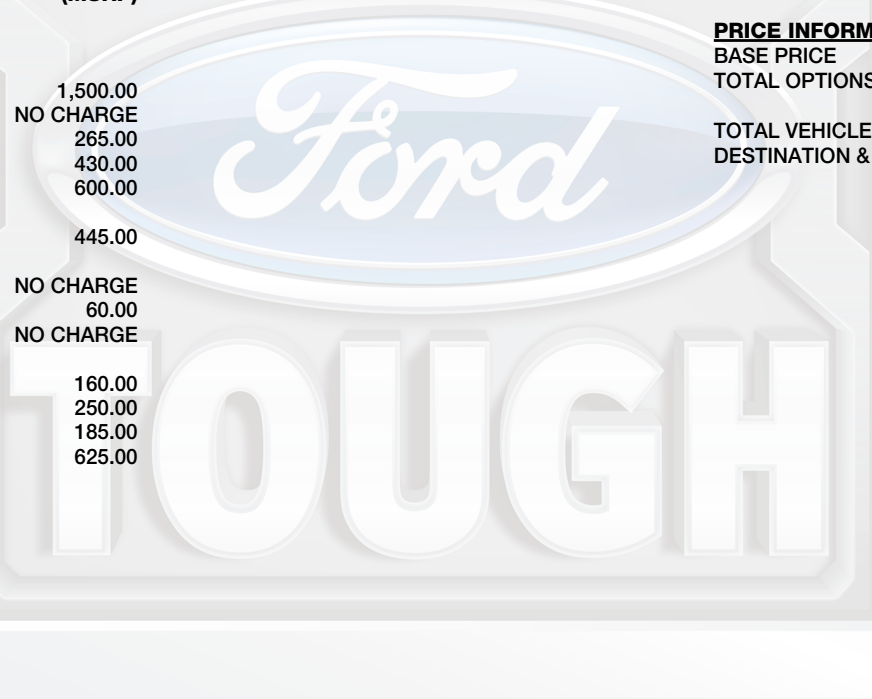 (MSRP)
1,500.00
NO CHARGE
265.00
430.00
600.00
445.00
NO CHARGE
60.00
NO CHARGE
160.00
250.00
185.00
625.00
PRICE INFORM
BASE PRICE
TOTAL OPTIONS
TOTAL VEHICLE
DESTINATION &
Ford
TOUGH